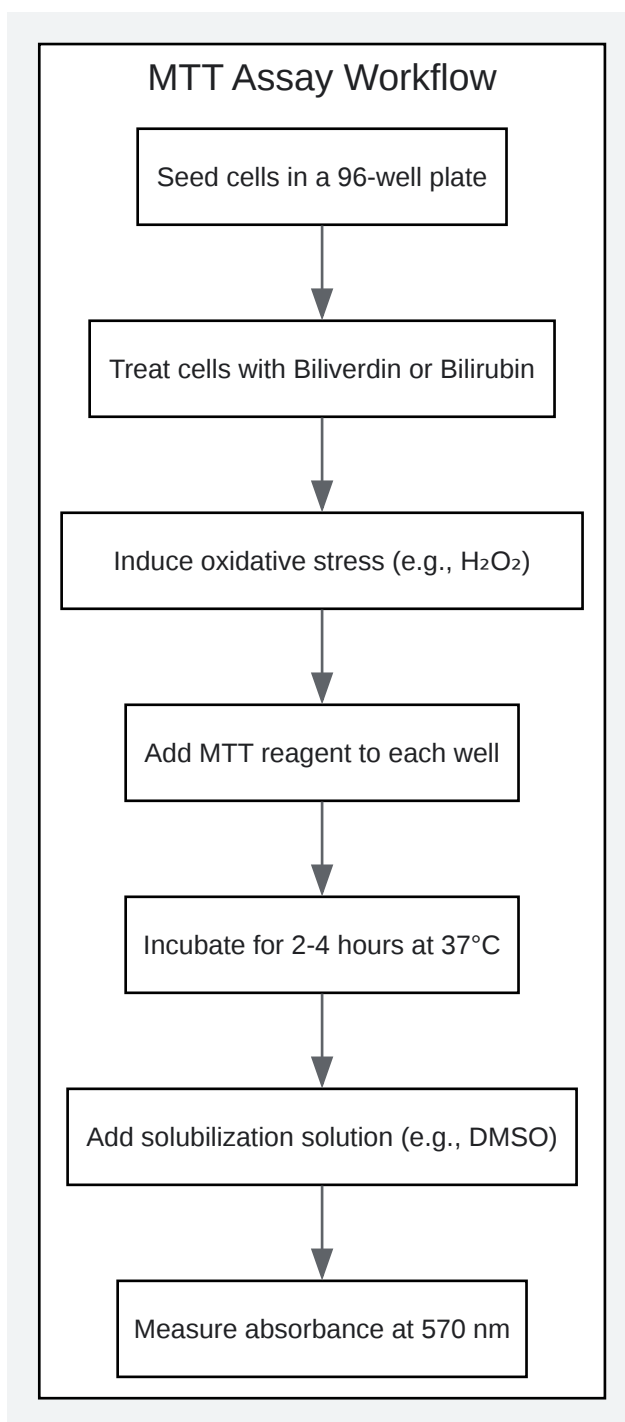 MTT Assay Workflow
Seed cells in a 96-well plate
Treat cells with Biliverdin or Bilirubin
Induce oxidative stress (e.g., H₂O₂)
Add MTT reagent to each well
Incubate for 2-4 hours at 37°C
Add solubilization solution (e.g., DMSO)
Measure absorbance at 570 nm